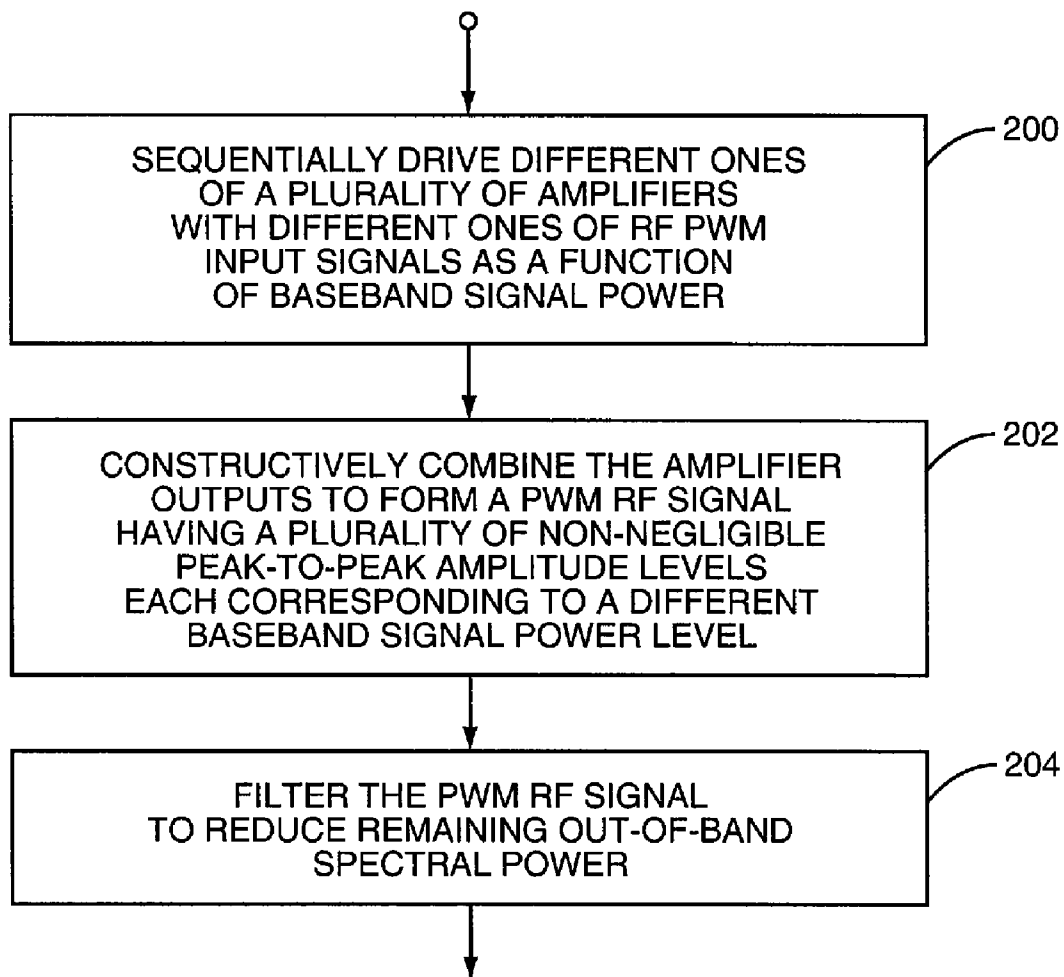 200
SEQUENTIALLY DRIVE DIFFERENT ONES
OF A PLURALITY OF AMPLIFIERS
WITH DIFFERENT ONES OF RF PWM
INPUT SIGNALS AS A FUNCTION
OF BASEBAND SIGNAL POWER
202
CONSTRUCTIVELY COMBINE THE AMPLIFIER
OUTPUTS TO FORM A PWM RF SIGNAL
HAVING A PLURALITY OF NON-NEGLIGIBLE
PEAK-TO-PEAK AMPLITUDE LEVELS
EACH CORRESPONDING TO A DIFFERENT
BASEBAND SIGNAL POWER LEVEL
204
FILTER THE PWM RF SIGNAL
TO REDUCE REMAINING OUT-OF-BAND
SPECTRAL POWER